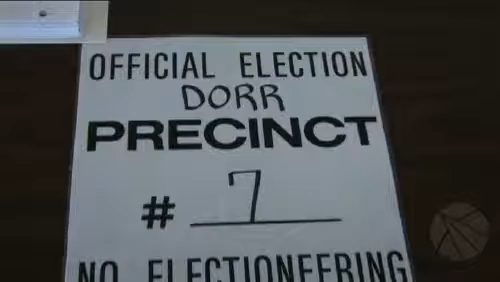 OFFICIAL ELECTION
DORR
PRECINCT
# 7
NO ELECTIONEERING